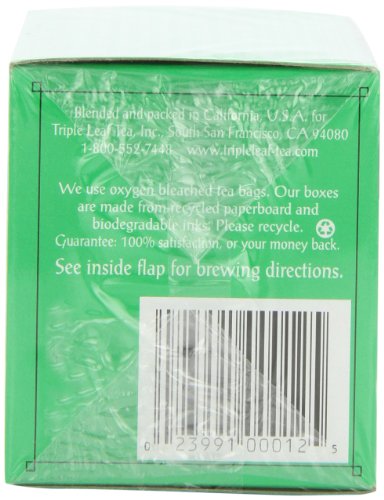 Blended and packed in California, U.S.A. for
Triple Leaf Tea, Inc., South San Francisco, CA 94080
1-800-552-7448 www.tripleleaf-tea.com
We use oxygen bleached tea bags. Our boxes
are made from recycled paperboard and
biodegradable inks. Please recycle.
Guarantee: 100% satisfaction, or your money back.
See inside flap for brewing directions.
0 23991 00012 5